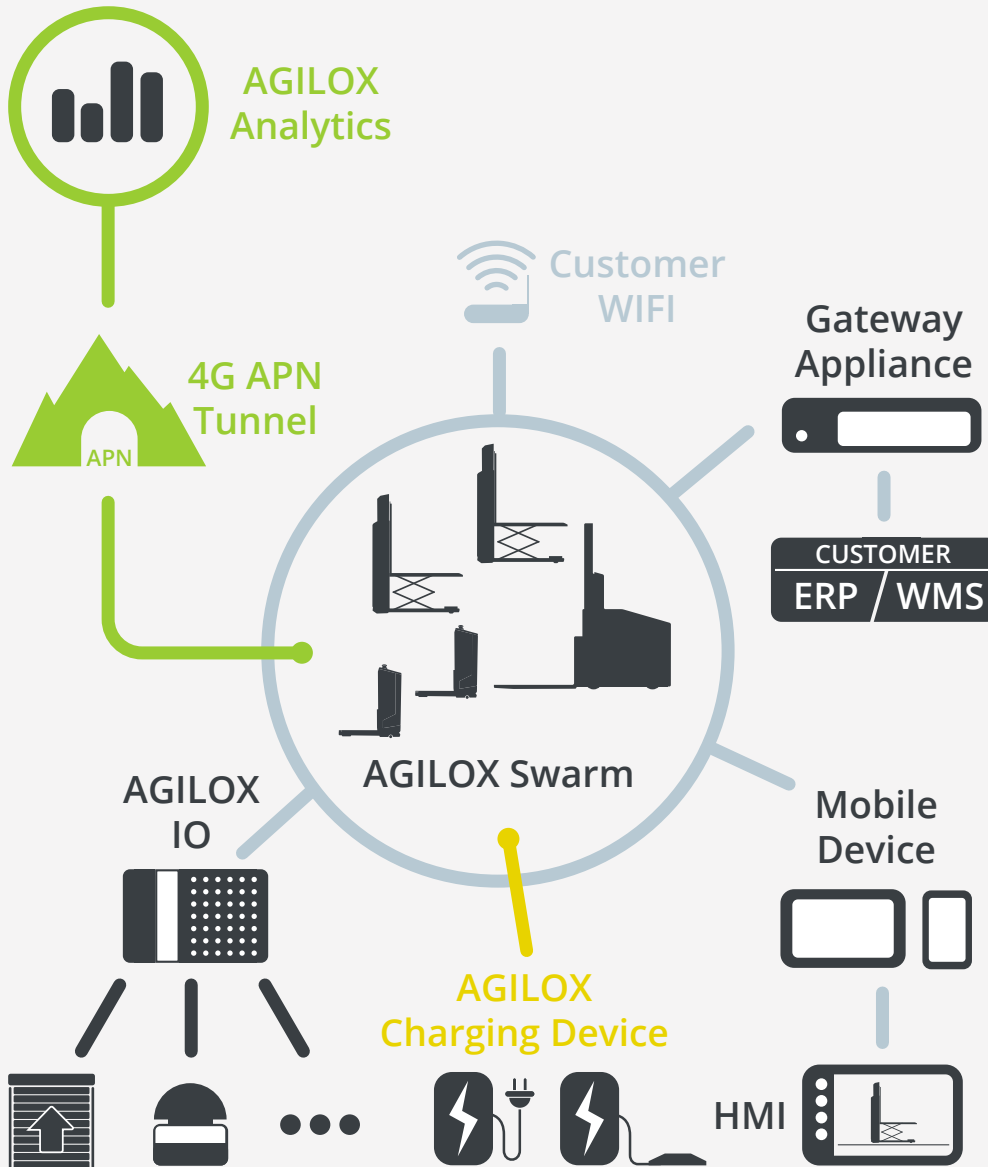 AGILOX
Analytics
Customer
WIFI
Gateway
Appliance
4G APN
Tunnel
APN
CUSTOMER
ERP / WMS
AGILOX Swarm
AGILOX
IO
Mobile
Device
AGILOX
Charging Device
HMI